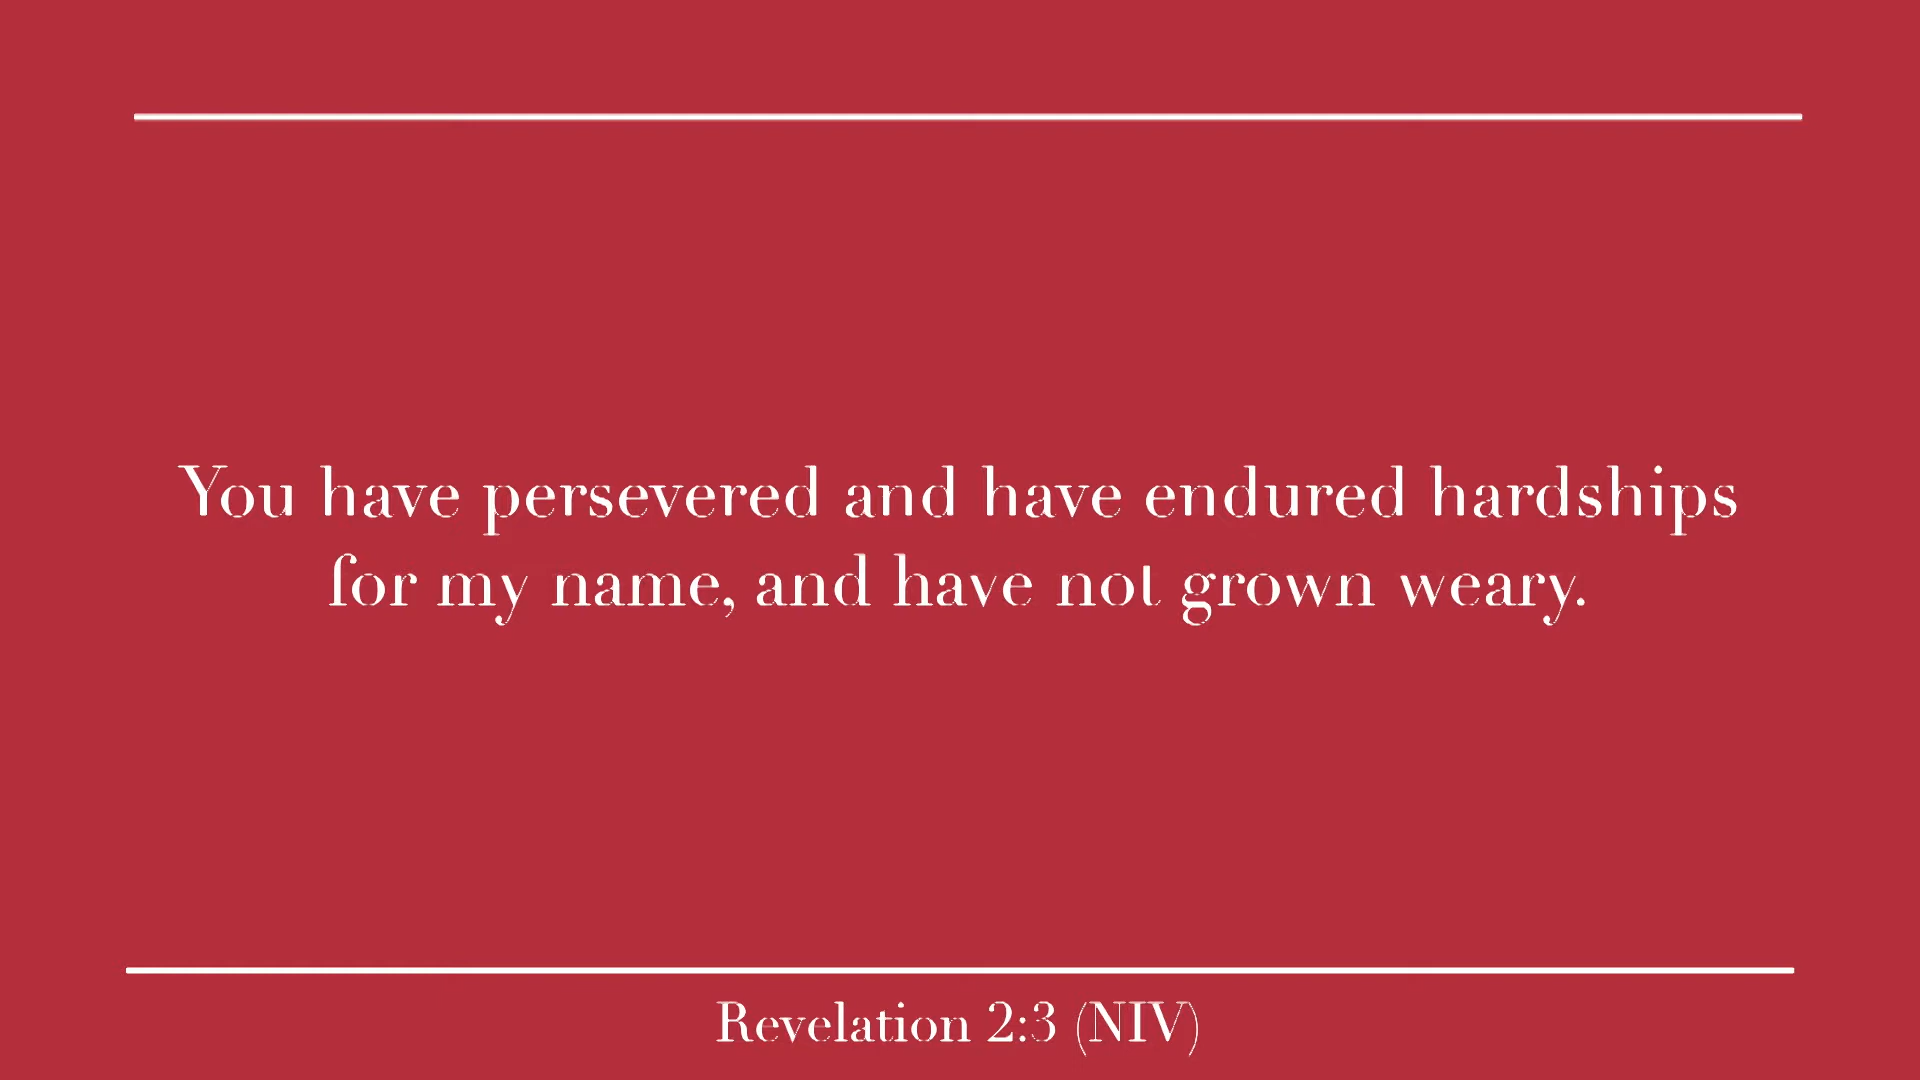 You have persevered and have endured hardships
for my name, and have not grown weary.
Revelation 2:3 (NIV)